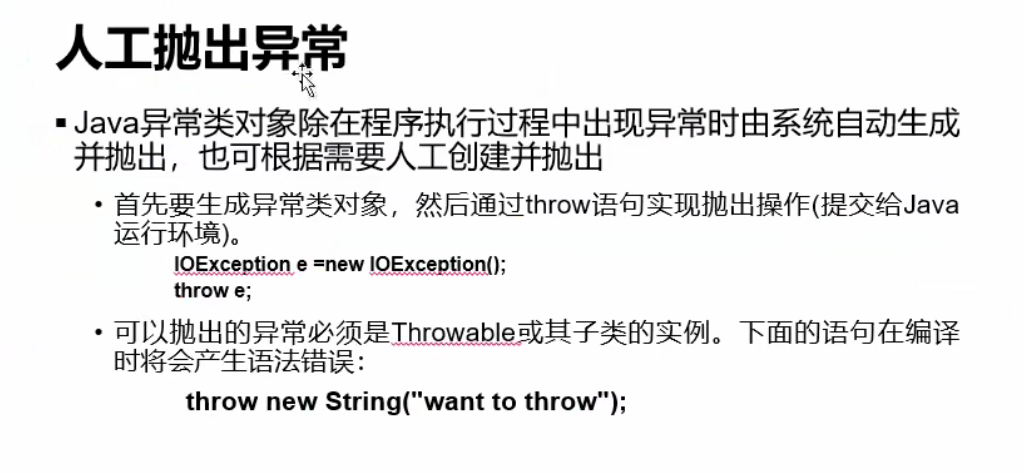 人工抛出异常
▪ Java异常类对象除在程序执行过程中出现异常时由系统自动生成
并抛出，也可根据需要人工创建并抛出
• 首先要生成异常类对象，然后通过throw语句实现抛出操作(提交给Java
运行环境)。
IOException e =new IOException();
throw e;
• 可以抛出的异常必须是Throwable或其子类的实例。下面的语句在编译
时将会产生语法错误：
throw new String("want to throw");